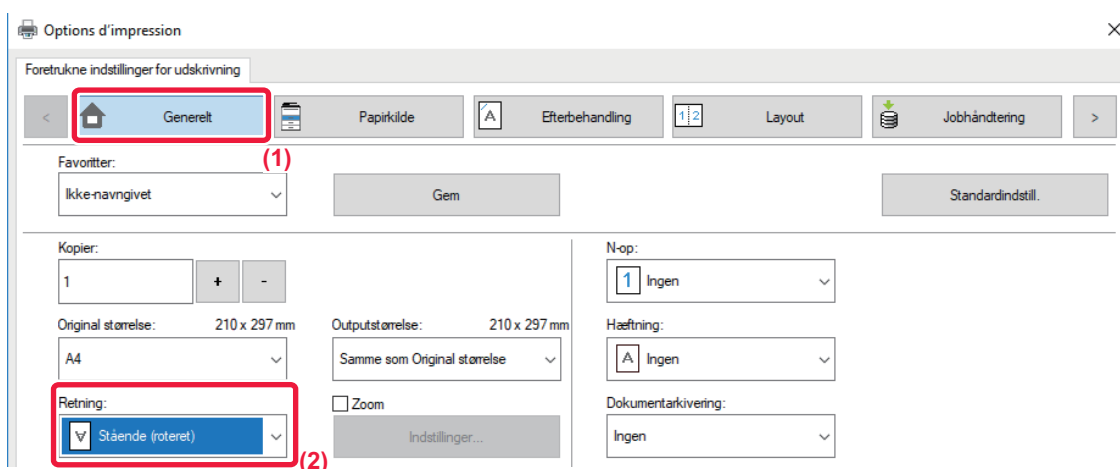 Options d'impression
Foretrukne indstillinger for udskrivning
< Generelt Papirkilde A Efterbehandling 1 2 Layout Jobhåndtering >
(1)
Favoritter:
Ikke-navngivet Gem Standardindstill.
Kopier: N-op:
1 + - 1 Ingen
Original størrelse: 210 x 297 mm Outputstørrelse: 210 x 297 mm Hæftning:
A4 Samme som Original størrelse A Ingen
Retning: Zoom Dokumentarkivering:
A Stående (roteret) Indstillinger... Ingen
(2)